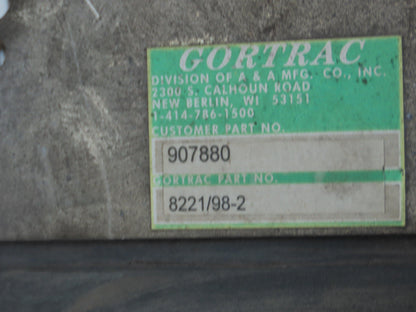 GORTRAC
DIVISION OF A & A MFG. CO., INC.
2300 S. CALHOUN ROAD
NEW BERLIN, WI 53151
1-414-786-1500
CUSTOMER PART NO.
907880
GORTRAC PART NO.
8221/98-2